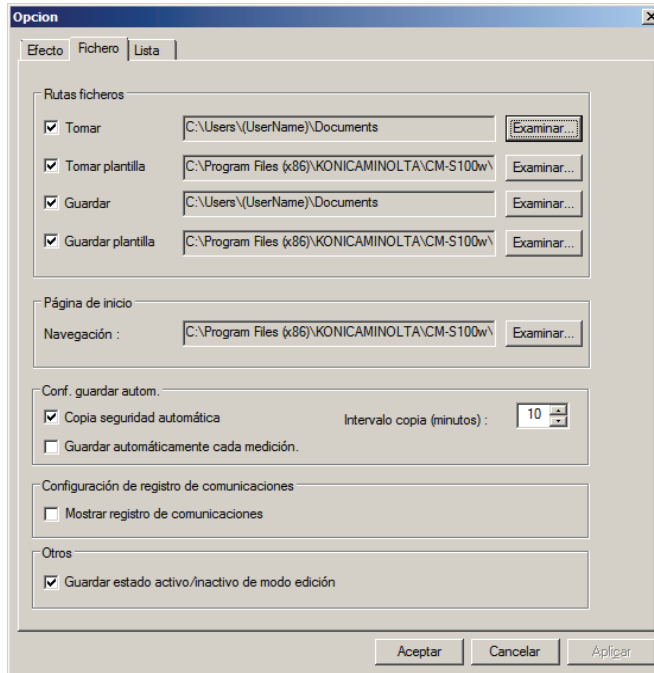 Opcion
Efecto Fichero Lista
Rutas ficheros
Tomar C:\Users\(UserName)\Documents Examinar...
Tomar plantilla C:\Program Files (x86)\KONICAMINOLTA\CM-S100w\ Examinar...
Guardar C:\Users\(UserName)\Documents Examinar...
Guardar plantilla C:\Program Files (x86)\KONICAMINOLTA\CM-S100w\ Examinar...
Página de inicio
Navegación : C:\Program Files (x86)\KONICAMINOLTA\CM-S100w\ Examinar...
Conf. guardar autom.
Copia seguridad automática Intervalo copia (minutos) : 10
Guardar automáticamente cada medición.
Configuración de registro de comunicaciones
Mostrar registro de comunicaciones
Otros
Guardar estado activo/inactivo de modo edición
Aceptar Cancelar Aplicar